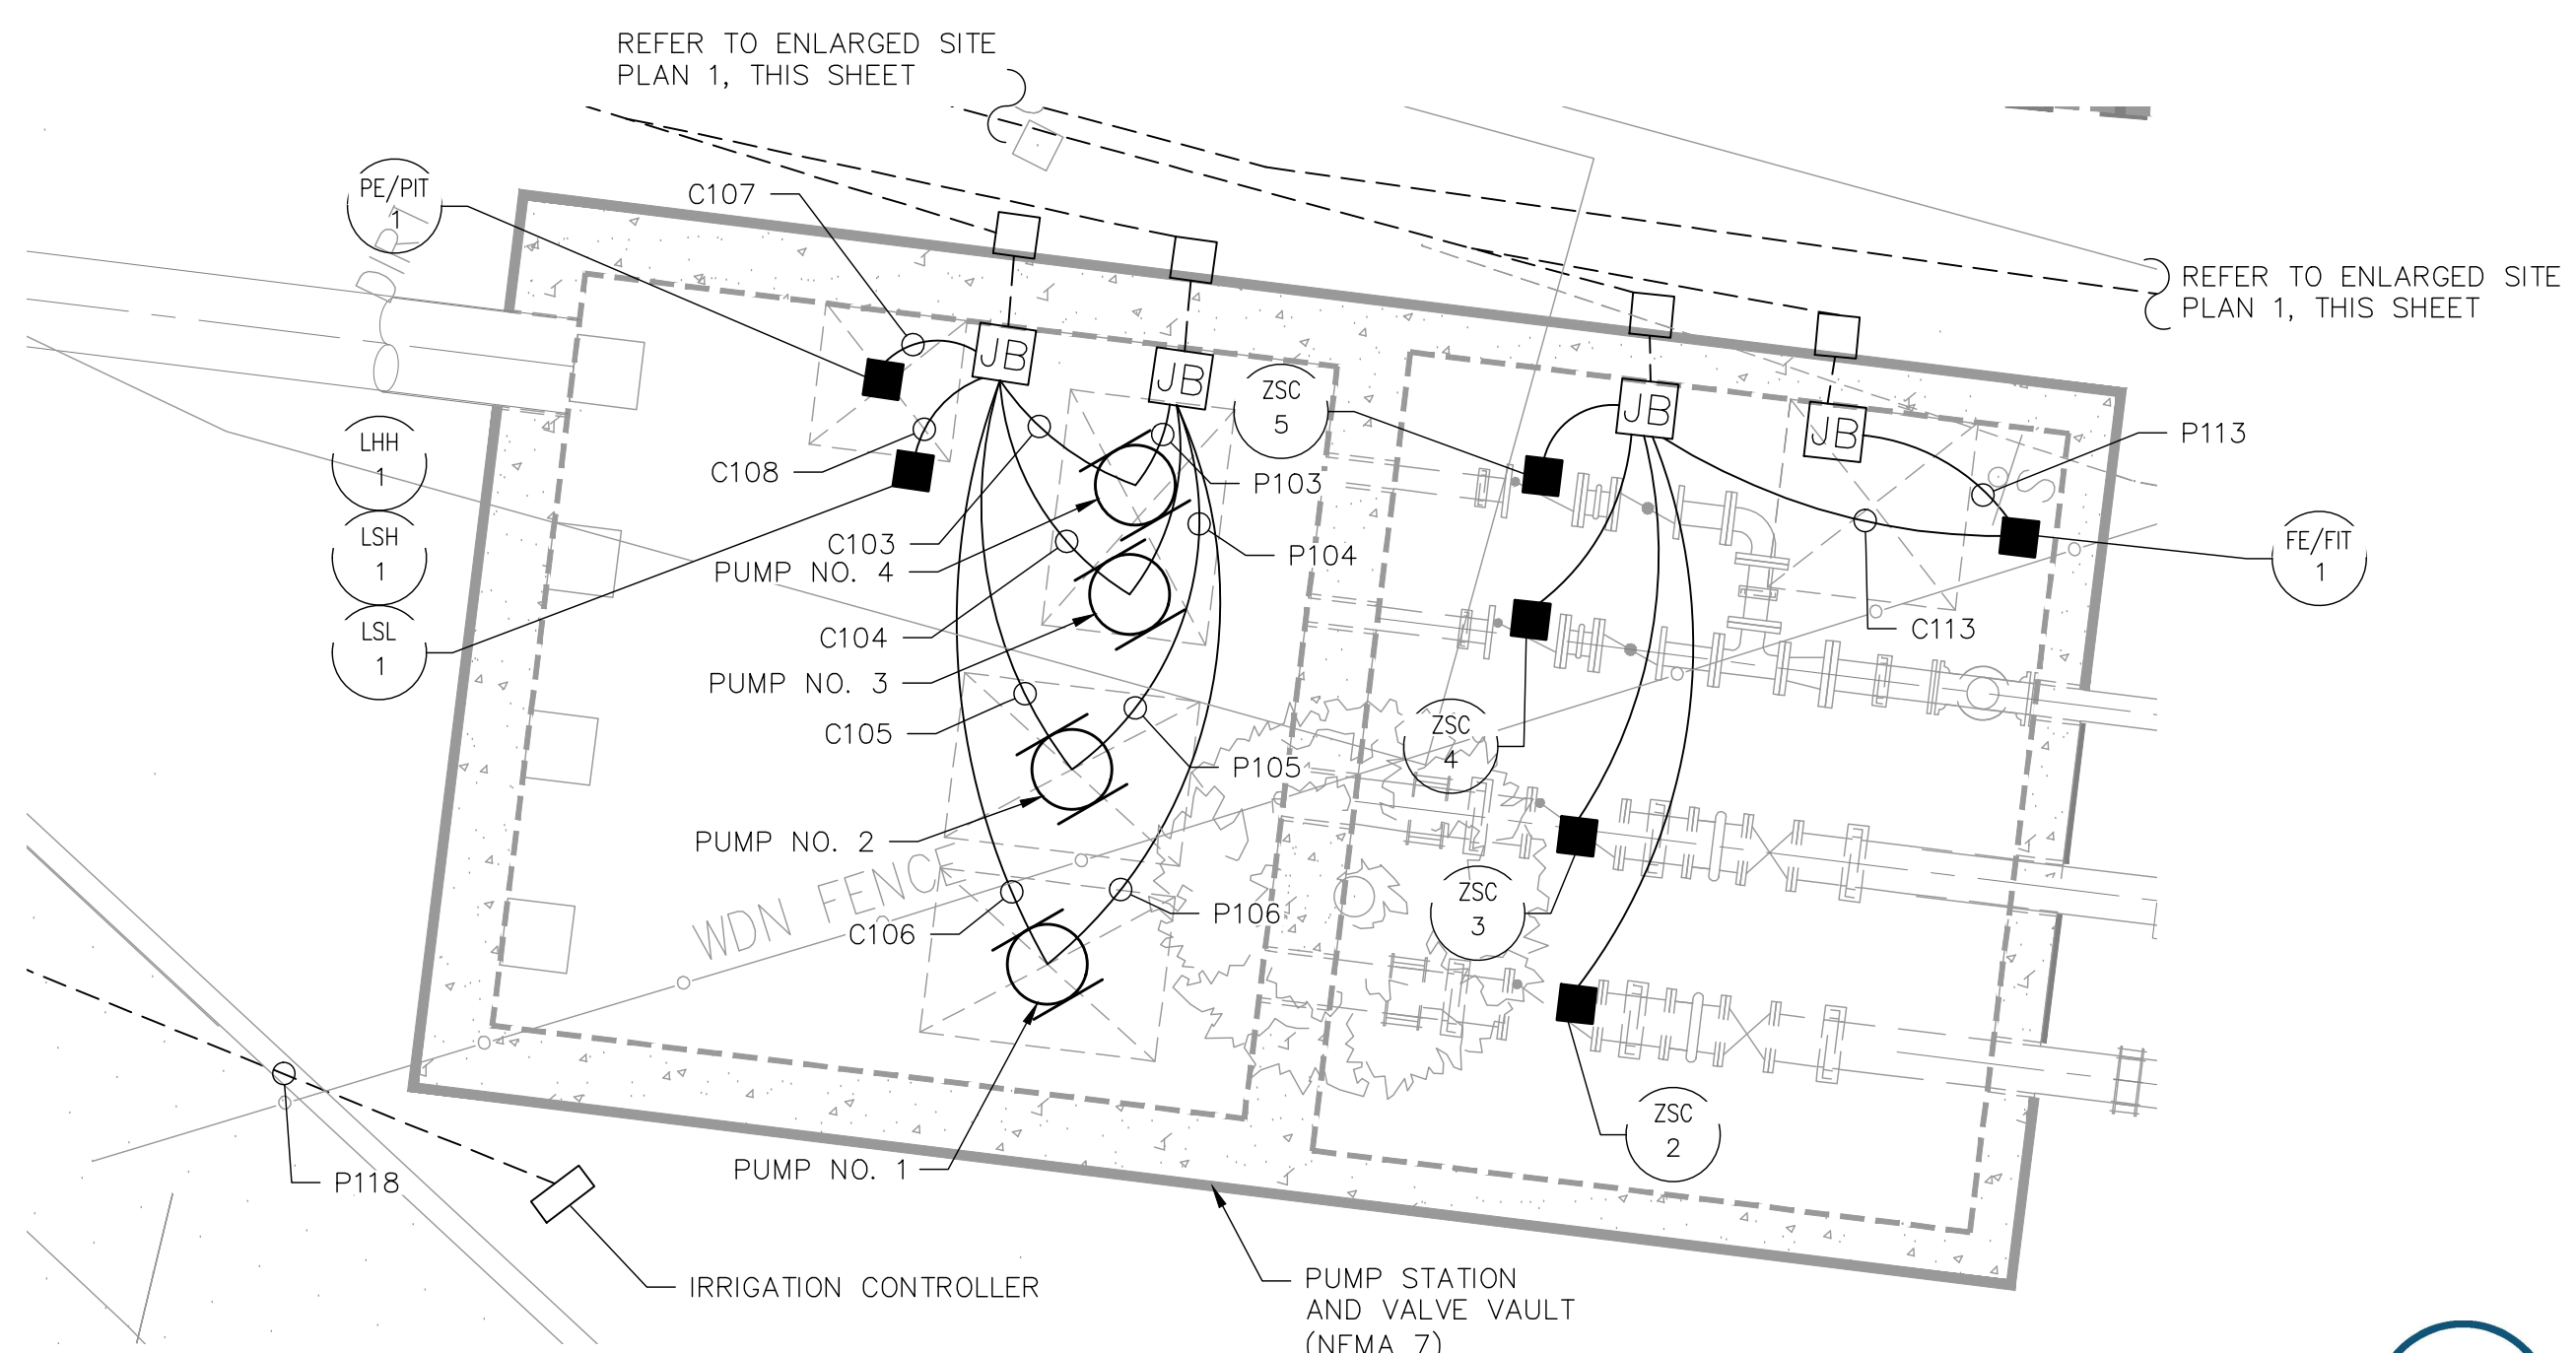 REFER TO ENLARGED SITE
PLAN 1, THIS SHEET
PE/PIT
1
C107
DIRT
REFER TO ENLARGED SITE
PLAN 1, THIS SHEET
JB
JB
ZSC
5
JB
JB
P113
LHH
1
C108
P103
S
C103
P104
LSH
1
PUMP NO. 4
FE/FIT
1
C104
C113
LSL
1
PUMP NO. 3
C105
ZSC
4
P105
PUMP NO. 2
WDN FENCE
C106
P106
ZSC
3
ZSC
2
P118
PUMP NO. 1
IRRIGATION CONTROLLER
PUMP STATION
AND VALVE VAULT
(NEMA 7)